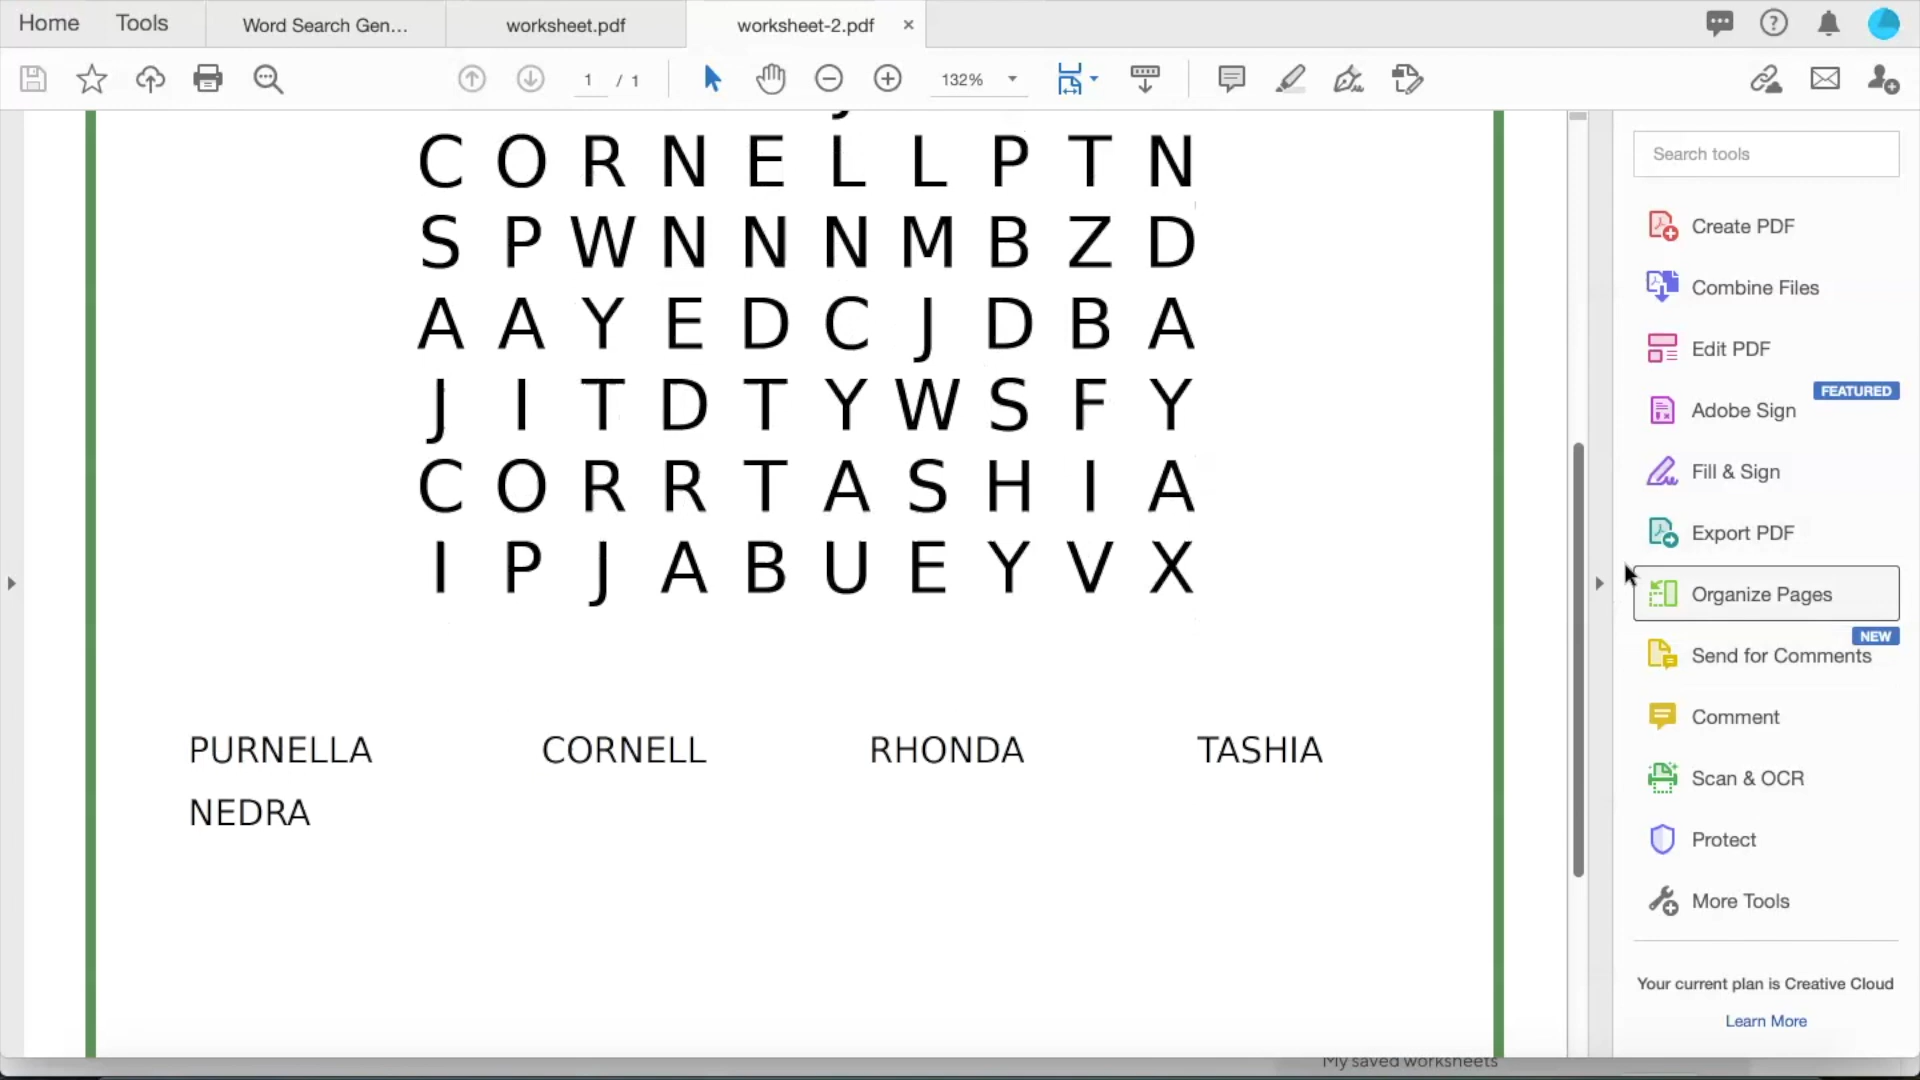 Home Tools Word Search Gen... worksheet.pdf worksheet-2.pdf
1 / 1 132%
C O R N E L L P T N
S P W N N N M B Z D
A A Y E D C J D B A
J I T D T Y W S F Y
C O R R T A S H I A
I P J A B U E Y V X
PURNELLA CORNELL RHONDA TASHIA
NEDRA
Search tools
Create PDF
Combine Files
Edit PDF
FEATURED
Adobe Sign
Fill & Sign
Export PDF
Organize Pages
NEW
Send for Comments
Comment
Scan & OCR
Protect
More Tools
Your current plan is Creative Cloud
Learn More
My saved worksheets